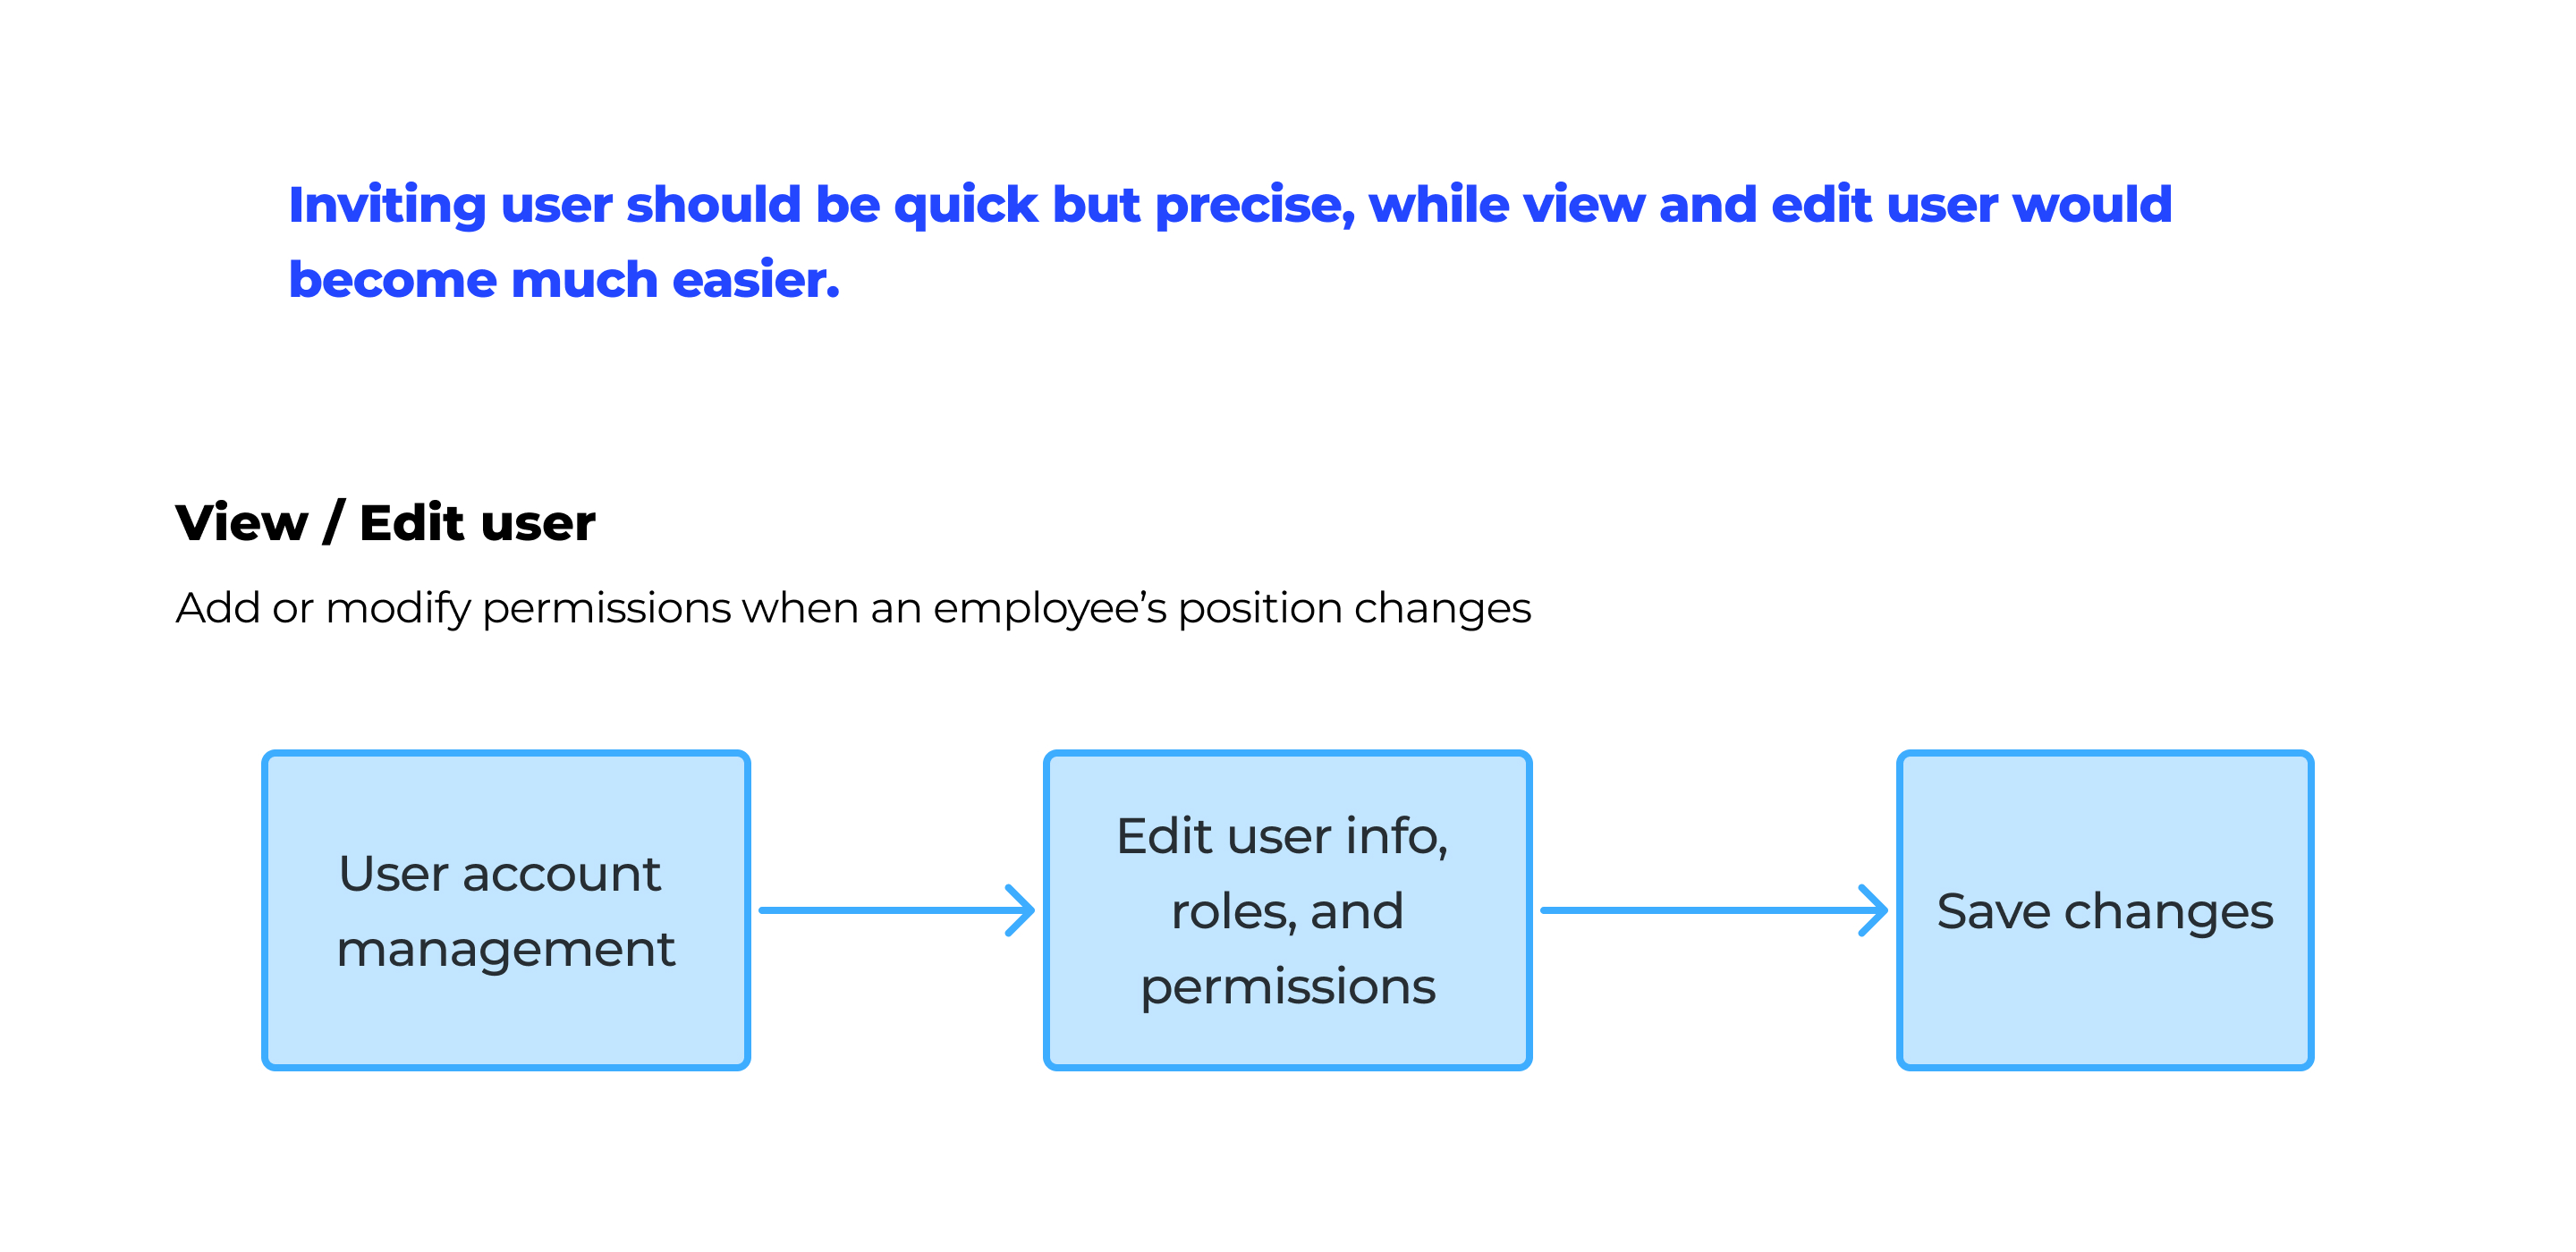 Inviting user should be quick but precise, while view and edit user would
become much easier.
View / Edit user
Add or modify permissions when an employee’s position changes
User account
management
Edit user info,
roles, and
permissions
Save changes